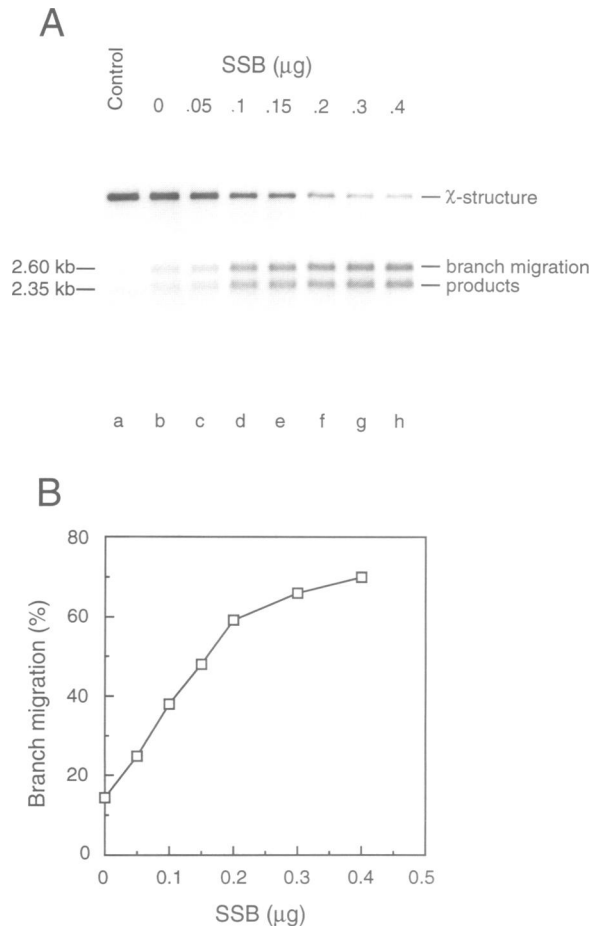 A
Control
SSB (μg)
0 .05 .1 .15 .2 .3 .4
χ-structure
2.60 kb
branch migration
2.35 kb
products
a b c d e f g h
B
80
60
40
20
0
Branch migration (%)
0 0.1 0.2 0.3 0.4 0.5
SSB (μg)